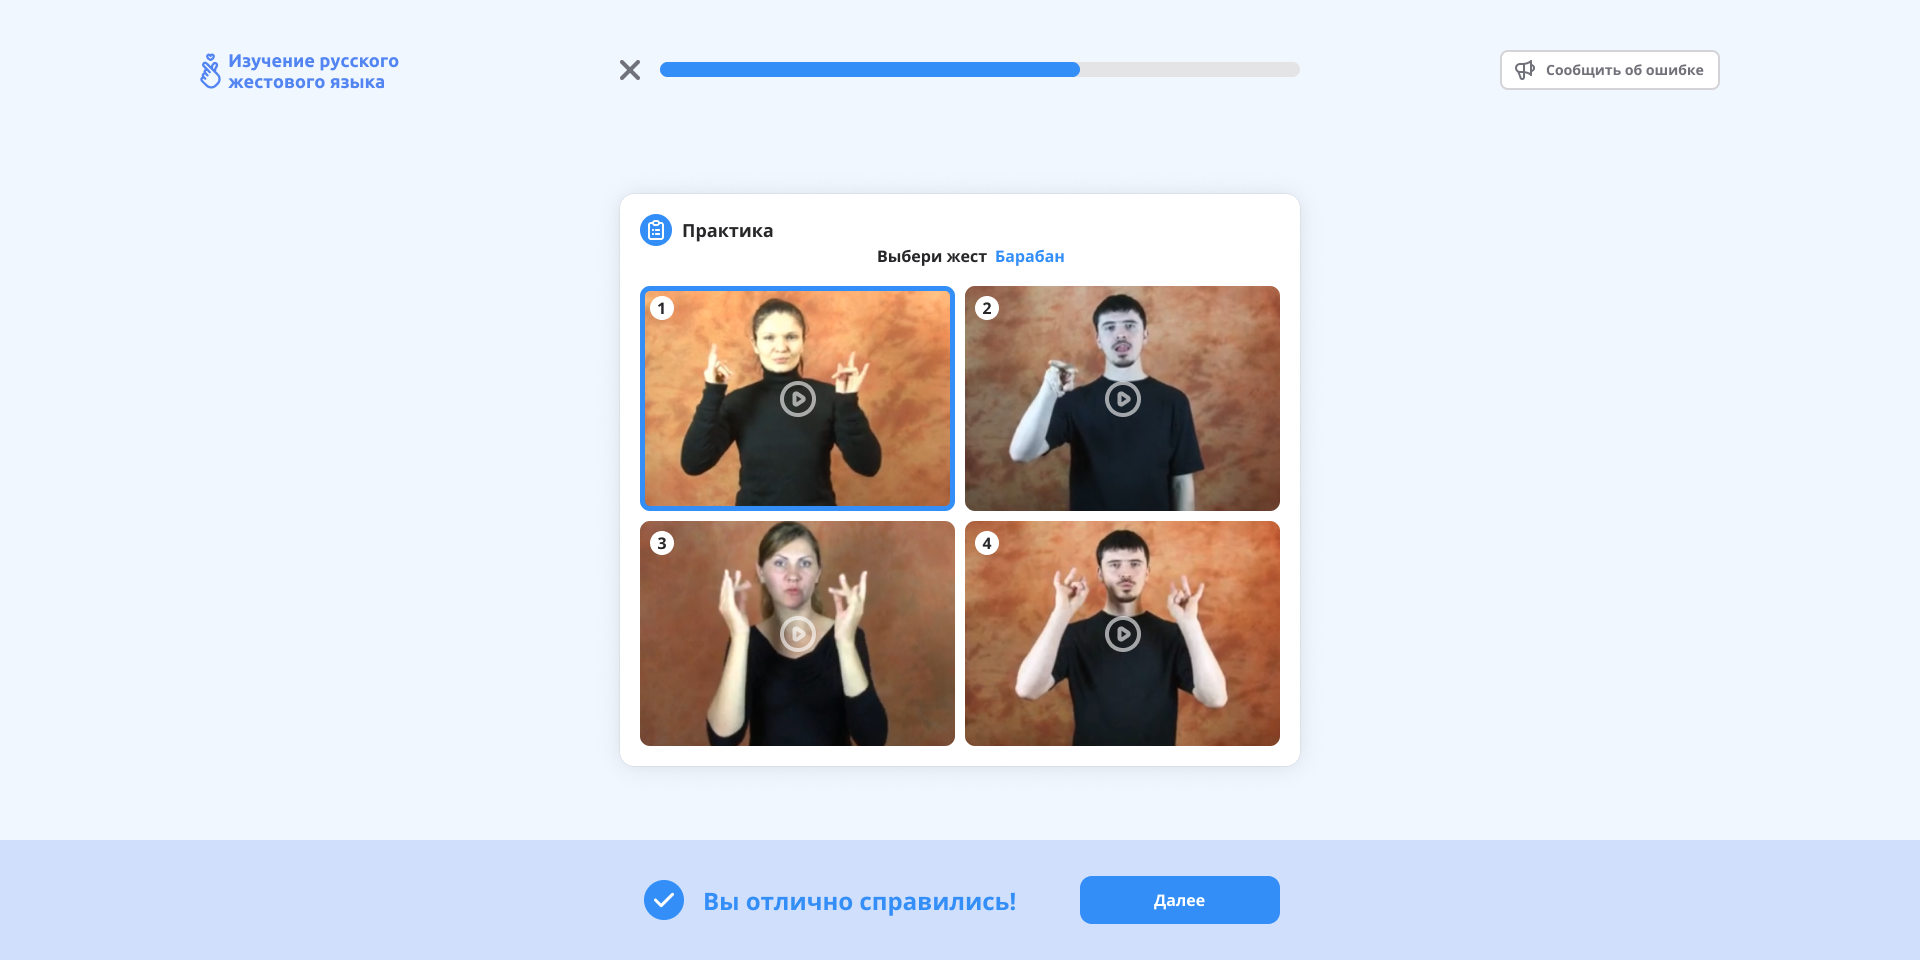 Изучение русского
жестового языка
Сообщить об ошибке
Практика
Выбери жест Барабан
1
2
3
4
Вы отлично справились!
Далее